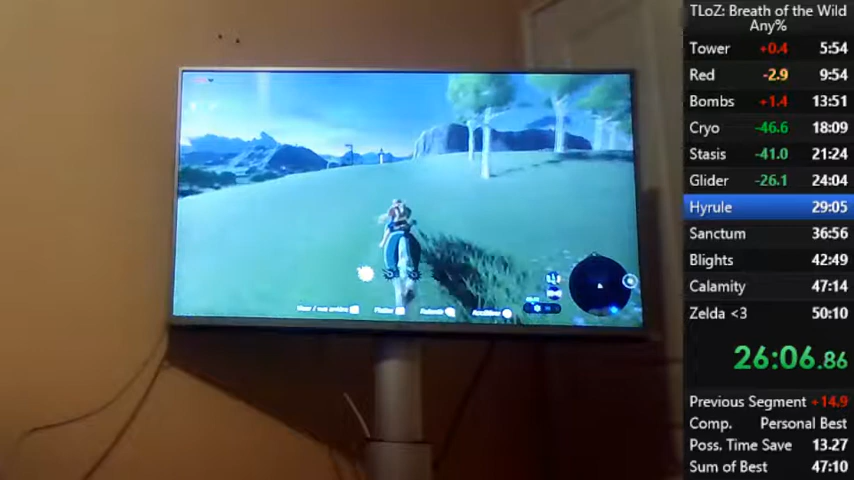 TLoZ: Breath of the Wild
Any%
Tower +0.4 5:54
Red -2.9 9:54
Bombs +1.4 13:51
Cryo -46.6 18:09
Stasis -41.0 21:24
Glider -26.1 24:04
Hyrule 29:05
Sanctum 36:56
Blights 42:49
Calamity 47:14
Zelda <3 50:10
26:06.86
Previous Segment +14.9
Comp. Personal Best
Poss. Time Save 13.27
Sum of Best 47:10